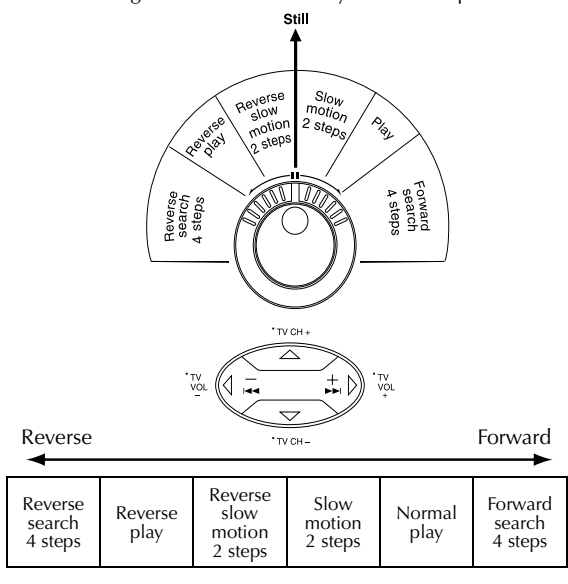 Still
Reverse
slow
motion
2 steps
Slow
motion
2 steps
Reverse
play
Play
Reverse
search
4 steps
Forward
search
4 steps
*TV CH +
*TV
VOL
–
–
+
*TV
VOL
+
*TV CH –
Reverse
Forward
Reverse
search
4 steps
Reverse
play
Reverse
slow
motion
2 steps
Slow
motion
2 steps
Normal
play
Forward
search
4 steps